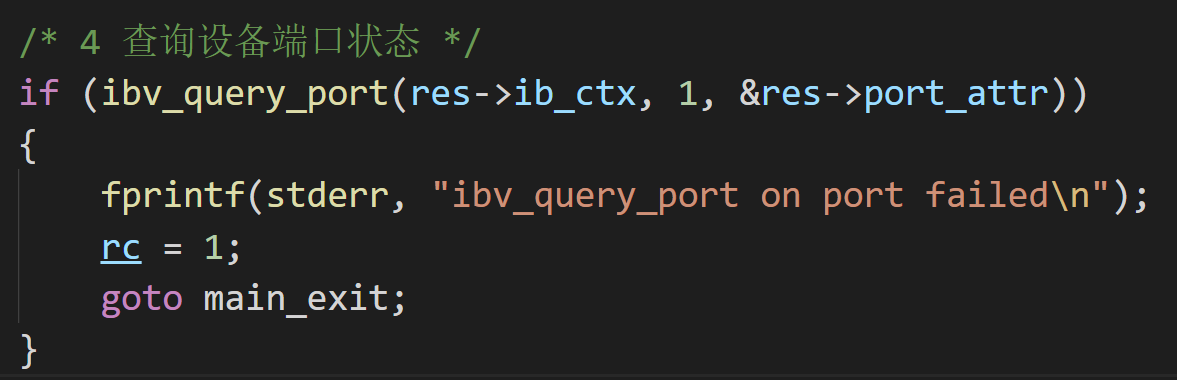 /* 4 查询设备端口状态 */
if (ibv_query_port(res->ib_ctx, 1, &res->port_attr))
{
    fprintf(stderr, "ibv_query_port on port failed\n");
    rc = 1;
    goto main_exit;
}